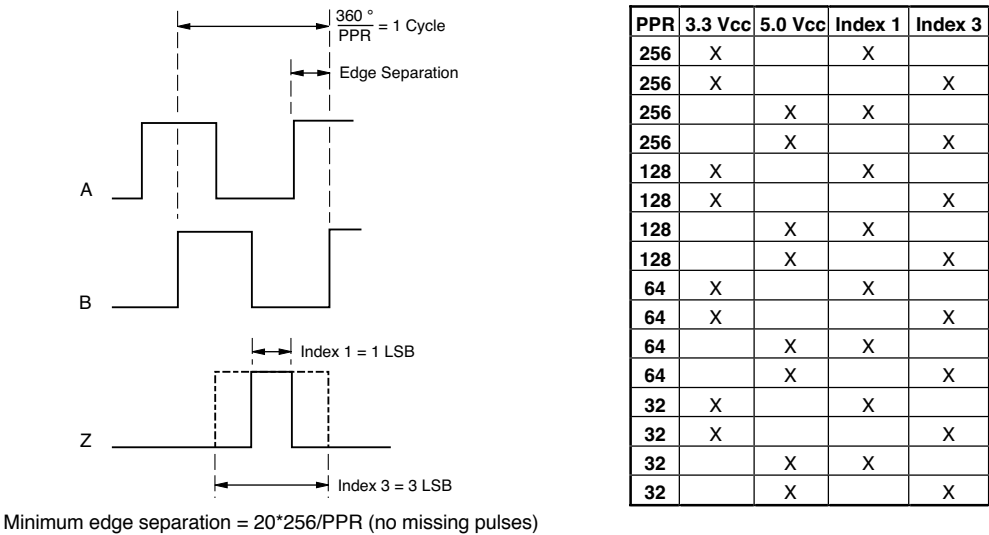 360 °
PPR = 1 Cycle
Edge Separation
A
B
Index 1 = 1 LSB
Z
Index 3 = 3 LSB
Minimum edge separation = 20*256/PPR (no missing pulses)
PPR 3.3 Vcc 5.0 Vcc Index 1 Index 3
256 X X
256 X X
256 X X
256 X X
128 X X
128 X X
128 X X
128 X X
64 X X
64 X X
64 X X
64 X X
32 X X
32 X X
32 X X
32 X X